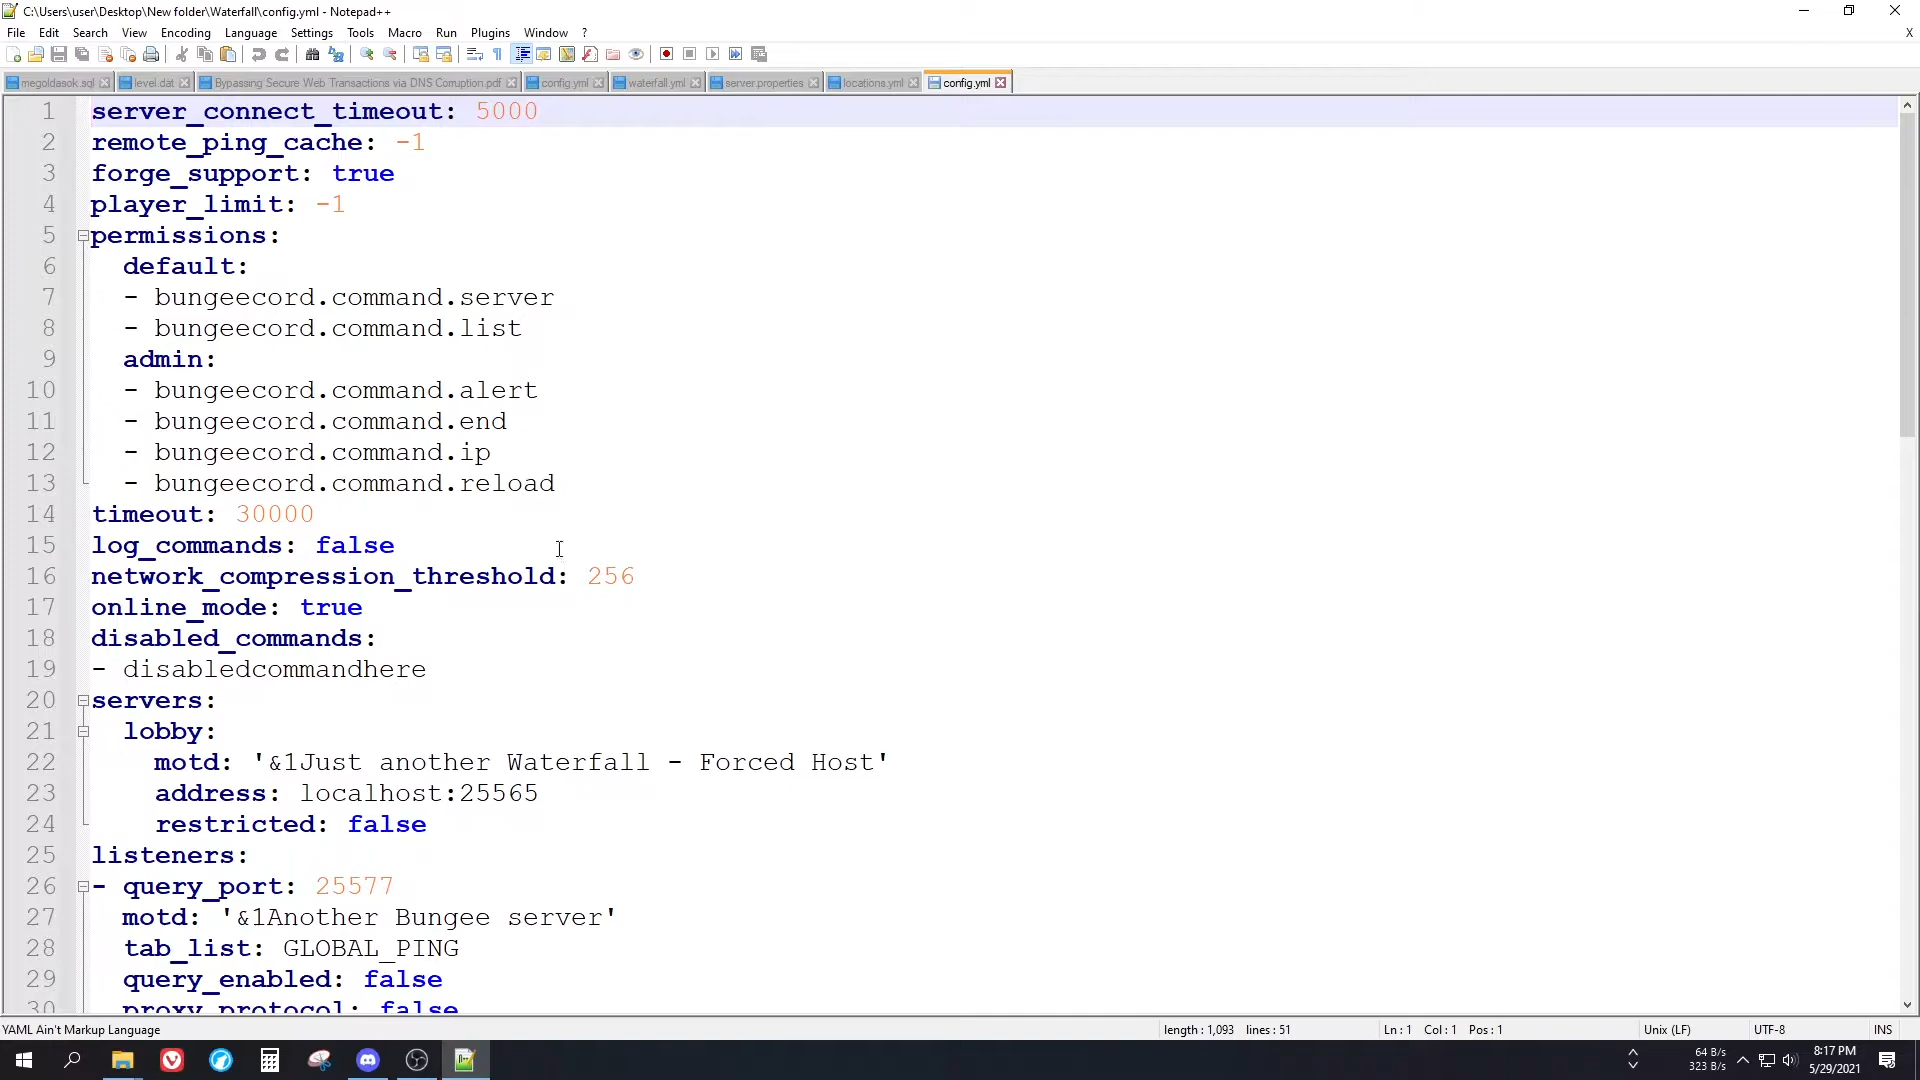 C:\Users\user\Desktop\New folder\Waterfall\config.yml - Notepad++
File Edit Search View Encoding Language Settings Tools Macro Run Plugins Window ? X
megoldasok.sql level.dat Bypassing Secure Web Transactions via DNS Corruption.pdf config.yml waterfall.yml server.properties locations.yml config.yml
1 server_connect_timeout: 5000
2 remote_ping_cache: -1
3 forge_support: true
4 player_limit: -1
5 permissions:
6 default:
7 - bungeecord.command.server
8 - bungeecord.command.list
9 admin:
10 - bungeecord.command.alert
11 - bungeecord.command.end
12 - bungeecord.command.ip
13 - bungeecord.command.reload
14 timeout: 30000
15 log_commands: false
16 network_compression_threshold: 256
17 online_mode: true
18 disabled_commands:
19 - disabledcommandhere
20 servers:
21 lobby:
22 motd: '&1Just another Waterfall - Forced Host'
23 address: localhost:25565
24 restricted: false
25 listeners:
26 - query_port: 25577
27 motd: '&1Another Bungee server'
28 tab_list: GLOBAL_PING
29 query_enabled: false
30 proxy_protocol: false
YAML Ain't Markup Language length : 1,093 lines : 51 Ln : 1 Col : 1 Pos : 1 Unix (LF) UTF-8 INS
64 B/s 8:17 PM
323 B/s 5/29/2021